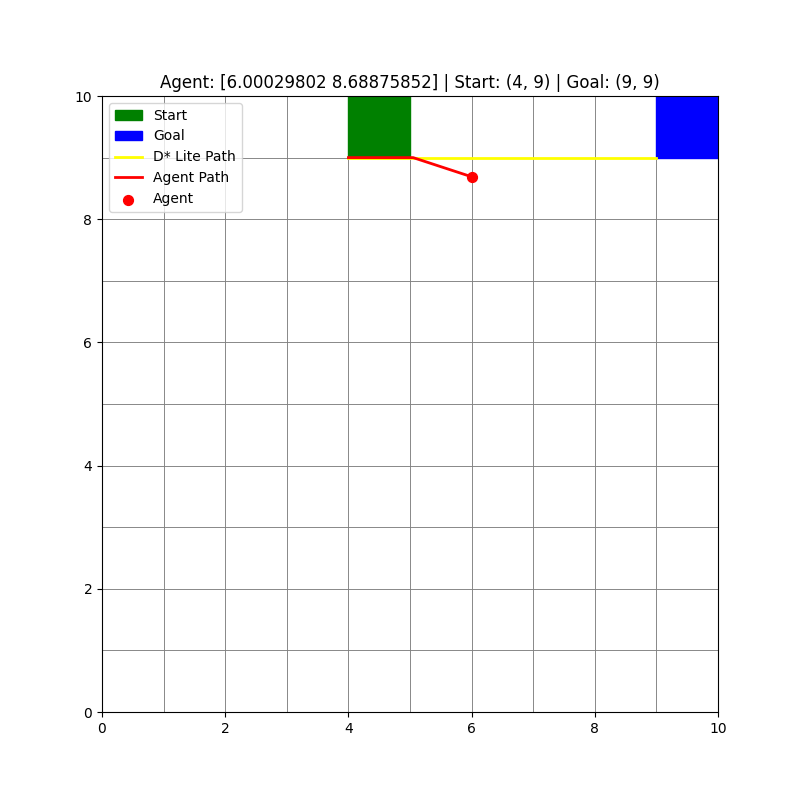 Agent: [6.00029802 8.68875852] | Start: (4, 9) | Goal: (9, 9)
Start
Goal
D* Lite Path
Agent Path
Agent
10
8
6
4
2
0
0 2 4 6 8 10